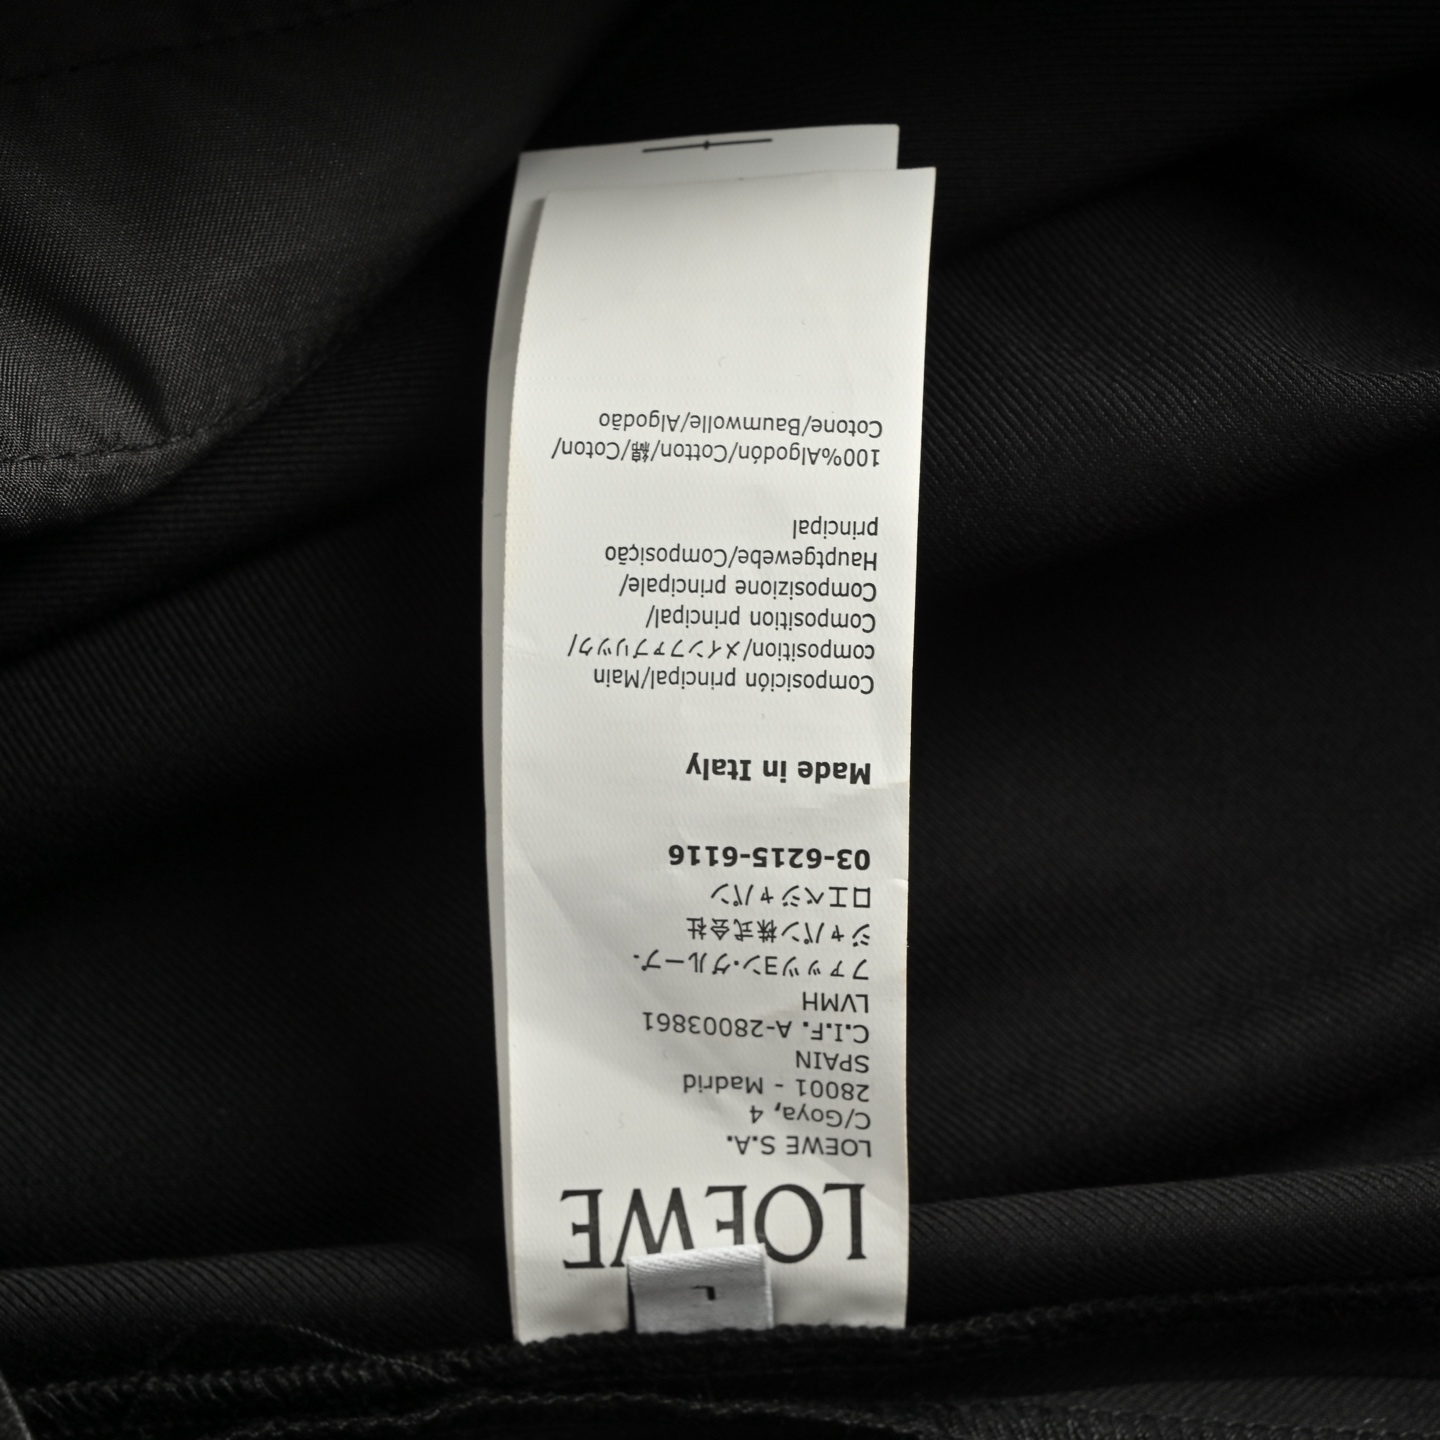 L
LOEWE
LOEWE S.A.
C/Goya, 4
28001 - Madrid
SPAIN
C.I.F. A-28003861
LVMH
ファッツョン・グループ・
ジャパン株式会社
ロエベジャパン
03-6215-6116
Made in Italy
Composición principal/Main
composition/メインファブリック/
Composition principal/
Composizione principale/
Hauptgewebe/Composição
principal
100%Algodón/Cotton/綿/Coton/
Cotone/Baumwolle/Algodão